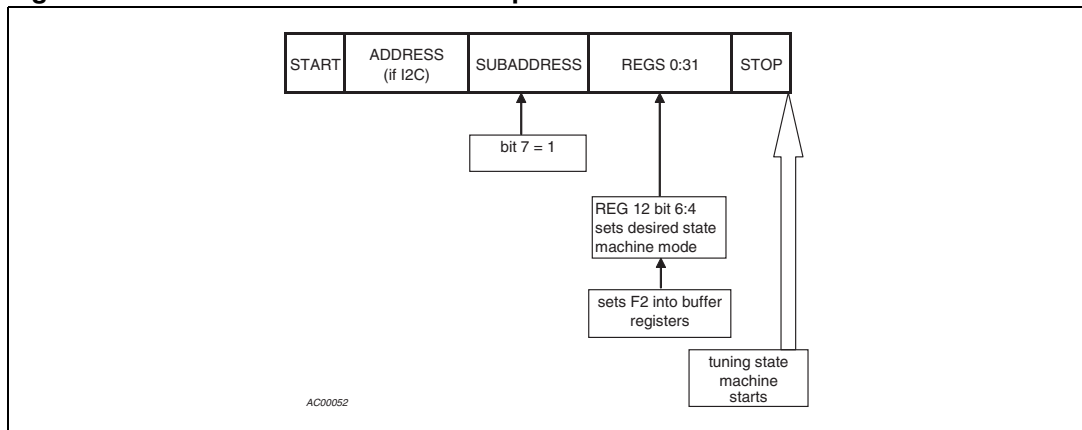 START
ADDRESS
(if I2C)
SUBADDRESS
REGS 0:31
STOP
bit 7 = 1
REG 12 bit 6:4
sets desired state
machine mode
sets F2 into buffer
registers
tuning state
machine
starts
AC00052